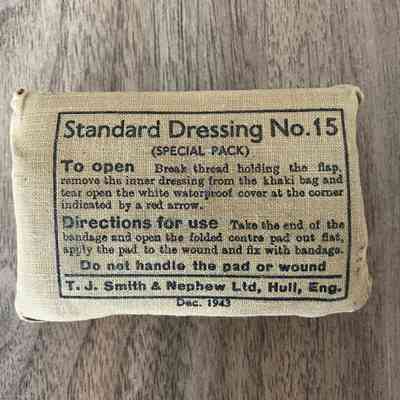 Standard Dressing No.15
(SPECIAL PACK)
To open Break thread holding the flap,
remove the inner dressing from the khaki bag and
tear open the white waterproof cover at the corner
indicated by a red arrow.
Directions for use Take the end of the
bandage and open the folded centre pad out flat,
apply the pad to the wound and fix with bandage.
Do not handle the pad or wound
T. J. Smith & Nephew Ltd, Hull, Eng.
Dec. 1943